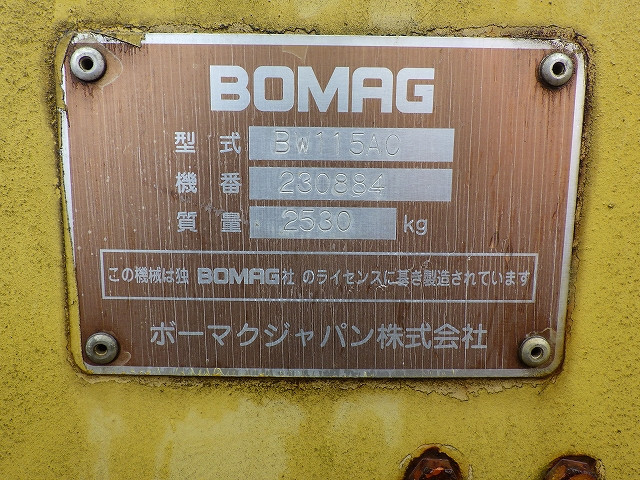 BOMAG
型式 BW115AC
機番 230884
質量 2530 kg
この機械は独 BOMAG社 のライセンスに基き製造されています
ボーマクジャパン株式会社